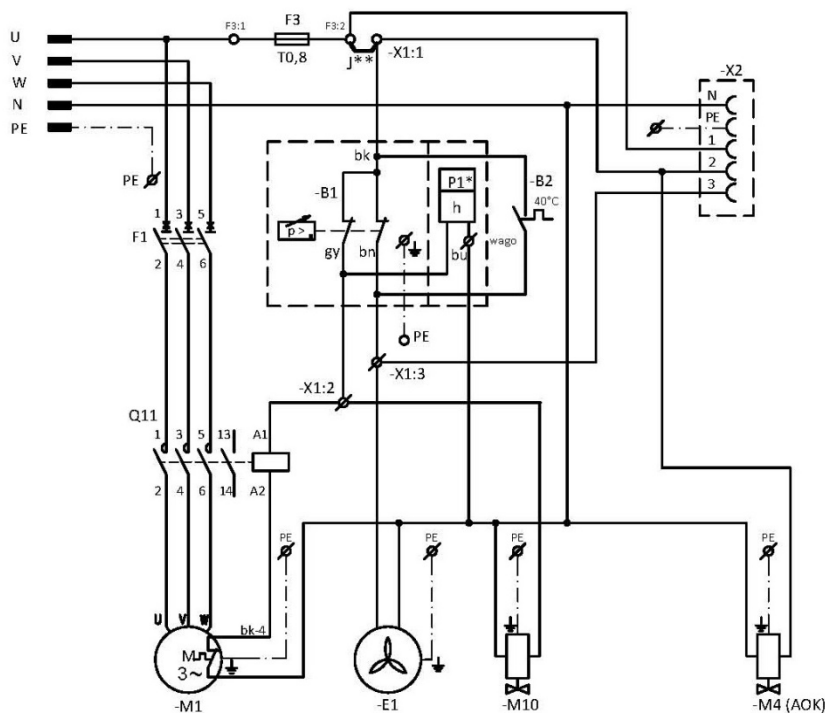 U
V
W
N
PE
F3:1
F3
T0,8
F3:2
J**
-X1:1
-X2
N
PE
1
2
3
PE
1 3 5
F1
2 4 6
bk
-B1
p >
gy
bn
P1*
h
bu
-B2
40°C
wago
PE
-X1:3
-X1:2
Q11
1 3 5 13 A1
2 4 6 14 A2
PE
PE
PE
PE
U V W
bk-4
M
3~
-M1
-E1
-M10
-M4 (AOK)